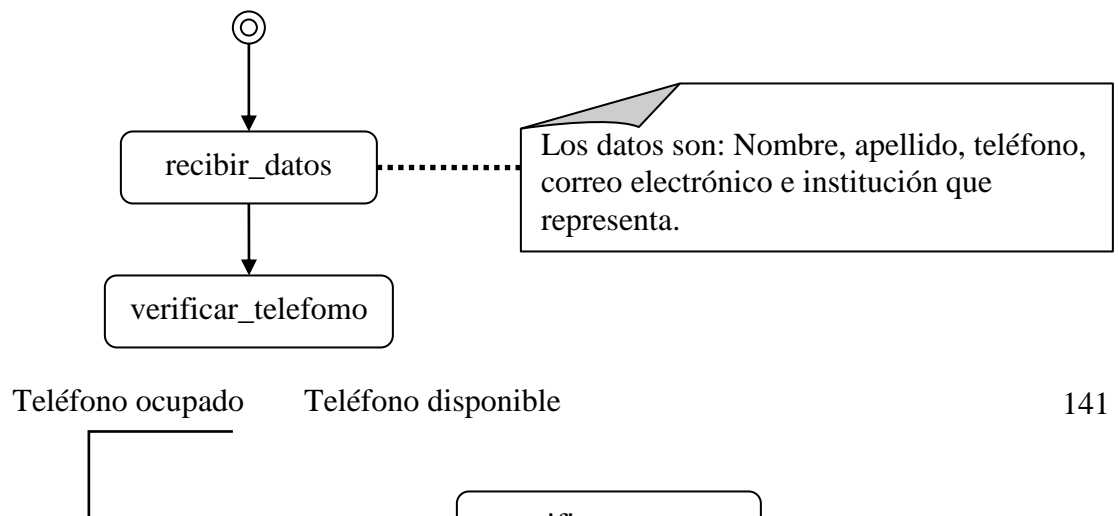 recibir_datos
Los datos son: Nombre, apellido, teléfono,
correo electrónico e institución que
representa.
verificar_telefomo
Teléfono ocupado
Teléfono disponible
141